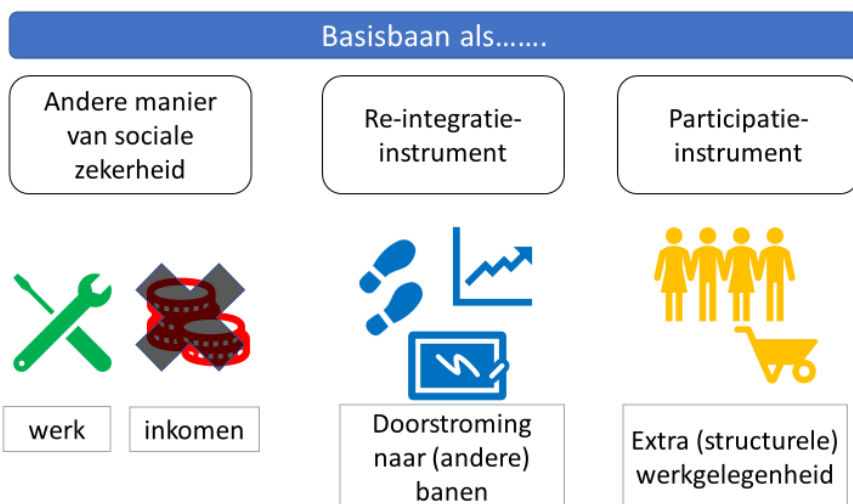 Basisbaan als…….
Andere manier
van sociale
zekerheid
Re-integratie-
instrument
Participatie-
instrument
werk
inkomen
Doorstroming
naar (andere)
banen
Extra (structurele)
werkgelegenheid